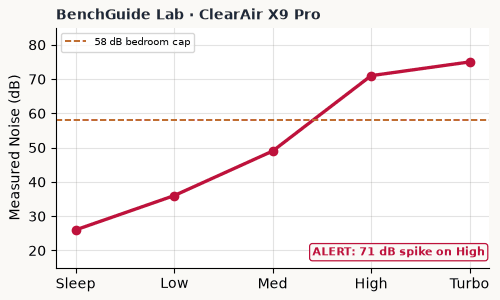 BenchGuide Lab · ClearAir X9 Pro
58 dB bedroom cap
Measured Noise (dB)
80
70
60
50
40
30
20
ALERT: 71 dB spike on High
Sleep
Low
Med
High
Turbo